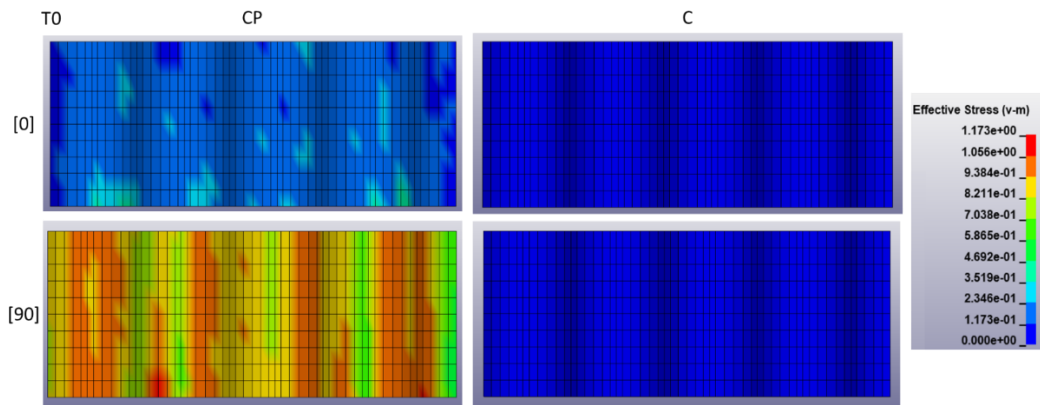 T0 CP C
[0]
[90]
Effective Stress (v-m)
1.173e+00
1.056e+00
9.384e-01
8.211e-01
7.038e-01
5.865e-01
4.692e-01
3.519e-01
2.346e-01
1.173e-01
0.000e+00